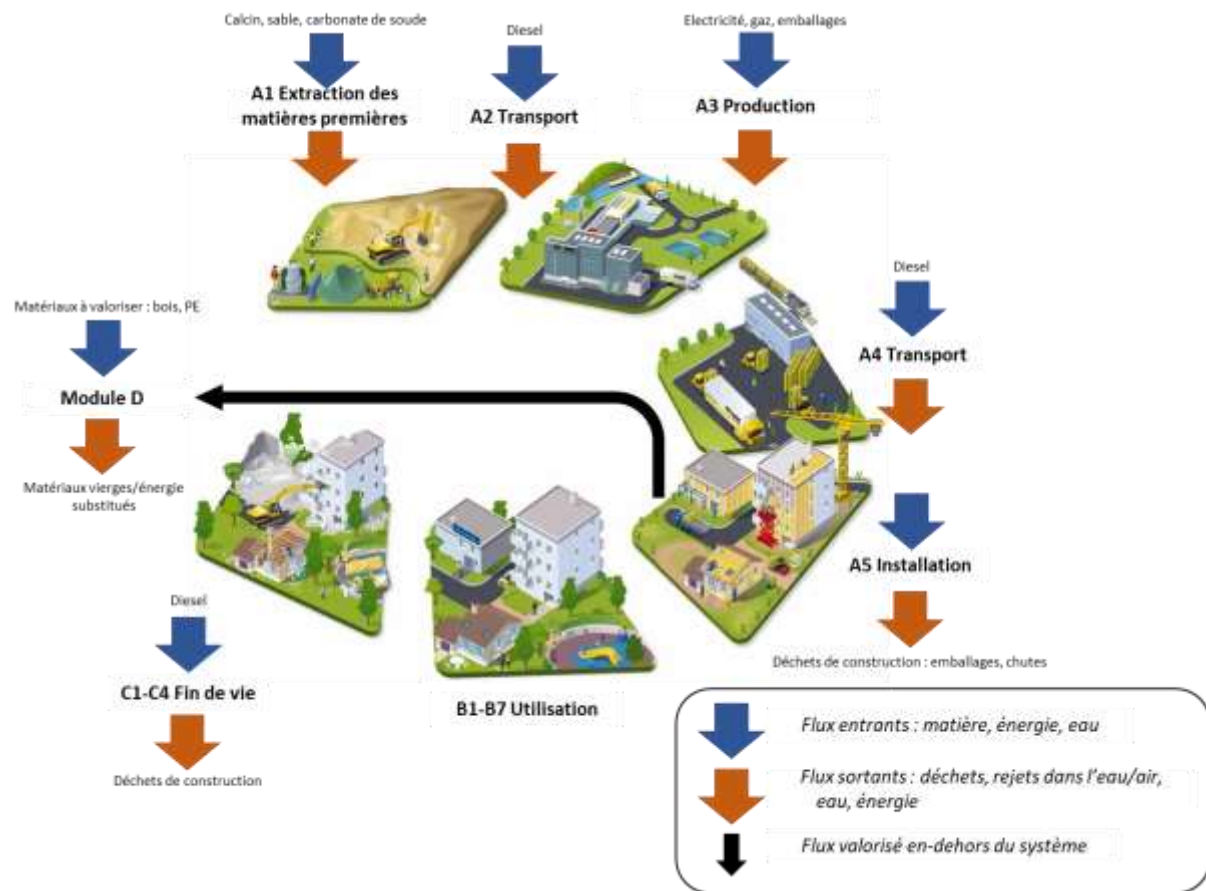 Calcin, sable, carbonate de soude
Diesel
Electricité, gaz, emballages
A1 Extraction des
matières premières
A2 Transport
A3 Production
Diesel
A4 Transport
Matériaux à valoriser : bois, PE
Module D
Matériaux vierges/énergie
substitués
A5 Installation
Déchets de construction : emballages, chutes
Diesel
C1-C4 Fin de vie
Déchets de construction
B1-B7 Utilisation
Flux entrants : matière, énergie, eau
Flux sortants : déchets, rejets dans l'eau/air,
eau, énergie
Flux valorisé en-dehors du système